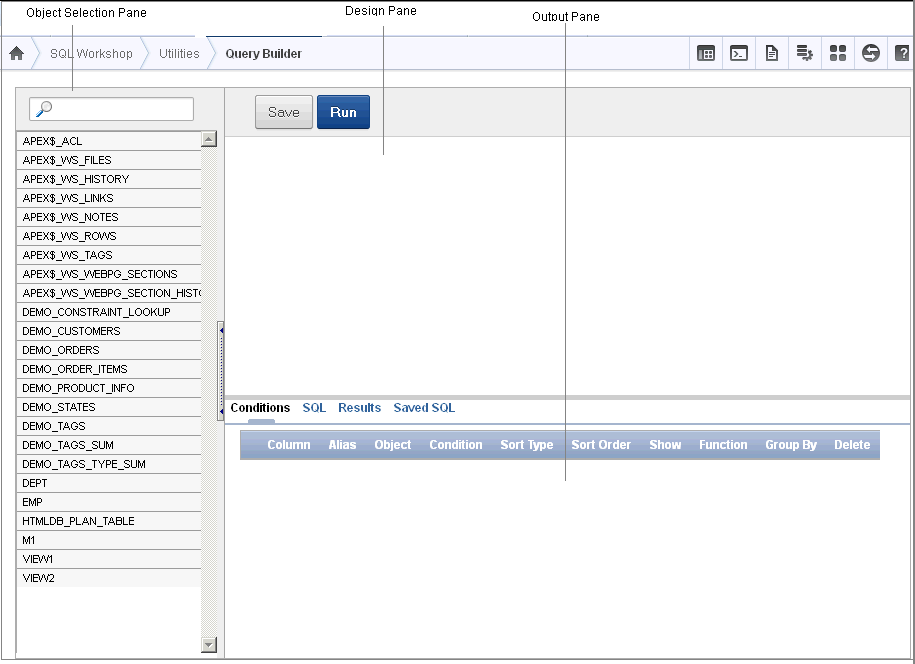 Object Selection Pane
Design Pane
Output Pane
SQL Workshop
Utilities
Query Builder
?
Save
Run
APEX$_ACL
APEX$_WS_FILES
APEX$_WS_HISTORY
APEX$_WS_LINKS
APEX$_WS_NOTES
APEX$_WS_ROWS
APEX$_WS_TAGS
APEX$_WS_WEBPG_SECTIONS
APEX$_WS_WEBPG_SECTION_HISTO
DEMO_CONSTRAINT_LOOKUP
DEMO_CUSTOMERS
DEMO_ORDERS
DEMO_ORDER_ITEMS
DEMO_PRODUCT_INFO
DEMO_STATES
DEMO_TAGS
DEMO_TAGS_SUM
DEMO_TAGS_TYPE_SUM
DEPT
EMP
HTMLDB_PLAN_TABLE
M1
VIEW1
VIEW2
Conditions SQL Results Saved SQL
Column Alias Object Condition Sort Type Sort Order Show Function Group By Delete